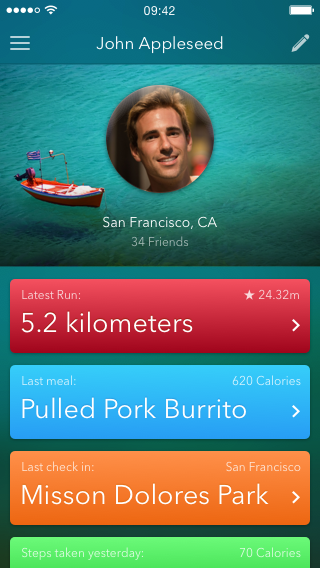 09:42
John Appleseed
San Francisco, CA
34 Friends
Latest Run: ★ 24.32m
5.2 kilometers
Last meal: 620 Calories
Pulled Pork Burrito
Last check in: San Francisco
Misson Dolores Park
Steps taken yesterday: 70 Calories